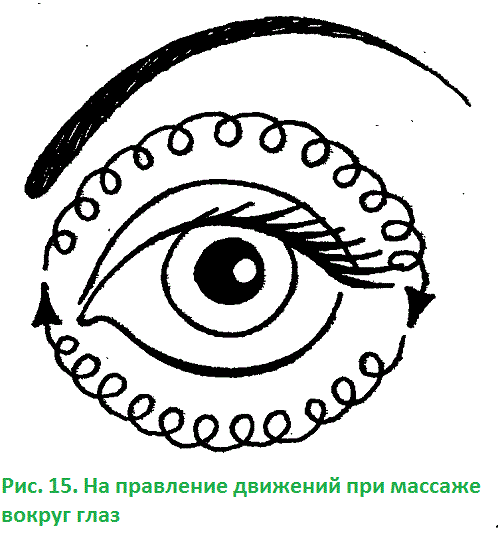 Рис. 15. На правление движений при массаже
вокруг глаз